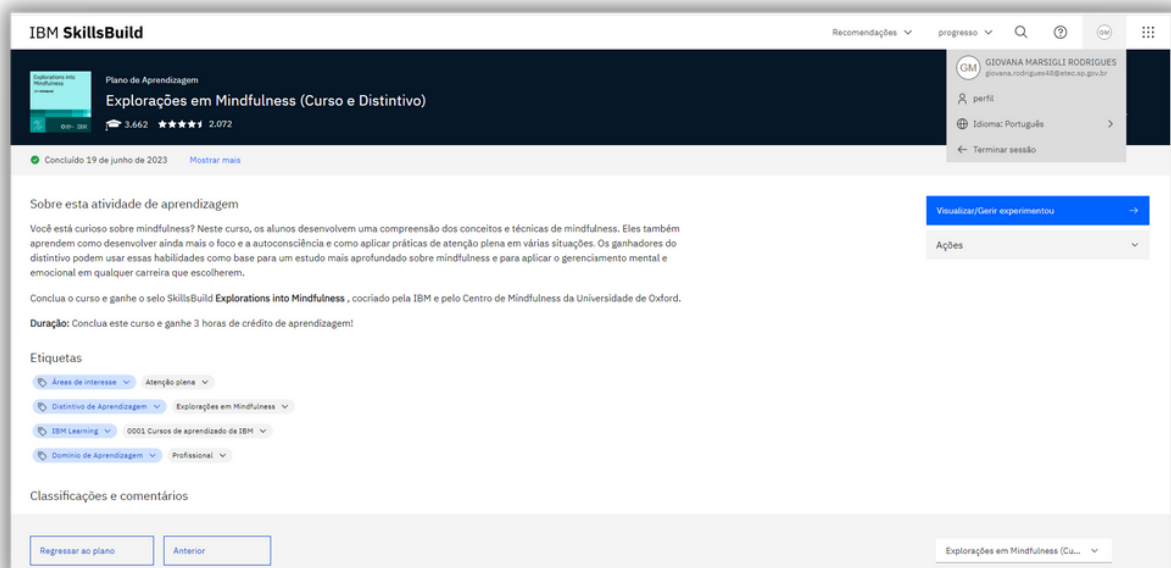 IBM SkillsBuild
Recomendações
progresso
GM
Explorations into
Mindfulness
Plano de Aprendizagem
Explorações em Mindfulness (Curso e Distintivo)
3.662 2.072
GM GIOVANA MARSIGLI RODRIGUES
giovana.rodrigues48@etec.sp.gov.br
perfil
Idioma: Português
Terminar sessão
Concluído 19 de junho de 2023 Mostrar mais
Sobre esta atividade de aprendizagem
Você está curioso sobre mindfulness? Neste curso, os alunos desenvolvem uma compreensão dos conceitos e técnicas de mindfulness. Eles também
aprendem como desenvolver ainda mais o foco e a autoconsciência e como aplicar práticas de atenção plena em várias situações. Os ganhadores do
distintivo podem usar essas habilidades como base para um estudo mais aprofundado sobre mindfulness e para aplicar o gerenciamento mental e
emocional em qualquer carreira que escolherem.
Conclua o curso e ganhe o selo SkillsBuild Explorations into Mindfulness , cocriado pela IBM e pelo Centro de Mindfulness da Universidade de Oxford.
Duração: Conclua este curso e ganhe 3 horas de crédito de aprendizagem!
Visualizar/Gerir experimentou
Ações
Etiquetas
Áreas de interesse Atenção plena
Distintivo de Aprendizagem Explorações em Mindfulness
IBM Learning 0001 Cursos de aprendizado da IBM
Domínio de Aprendizagem Profissional
Classificações e comentários
Regressar ao plano Anterior Explorações em Mindfulness (Cu...